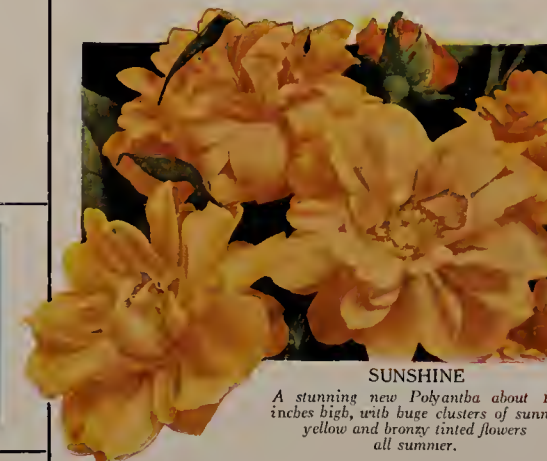 SUNSHINE
A stunning new Polyantha about
inches high, with huge clusters of
yellow and bronzy tinted flowers
all summer.